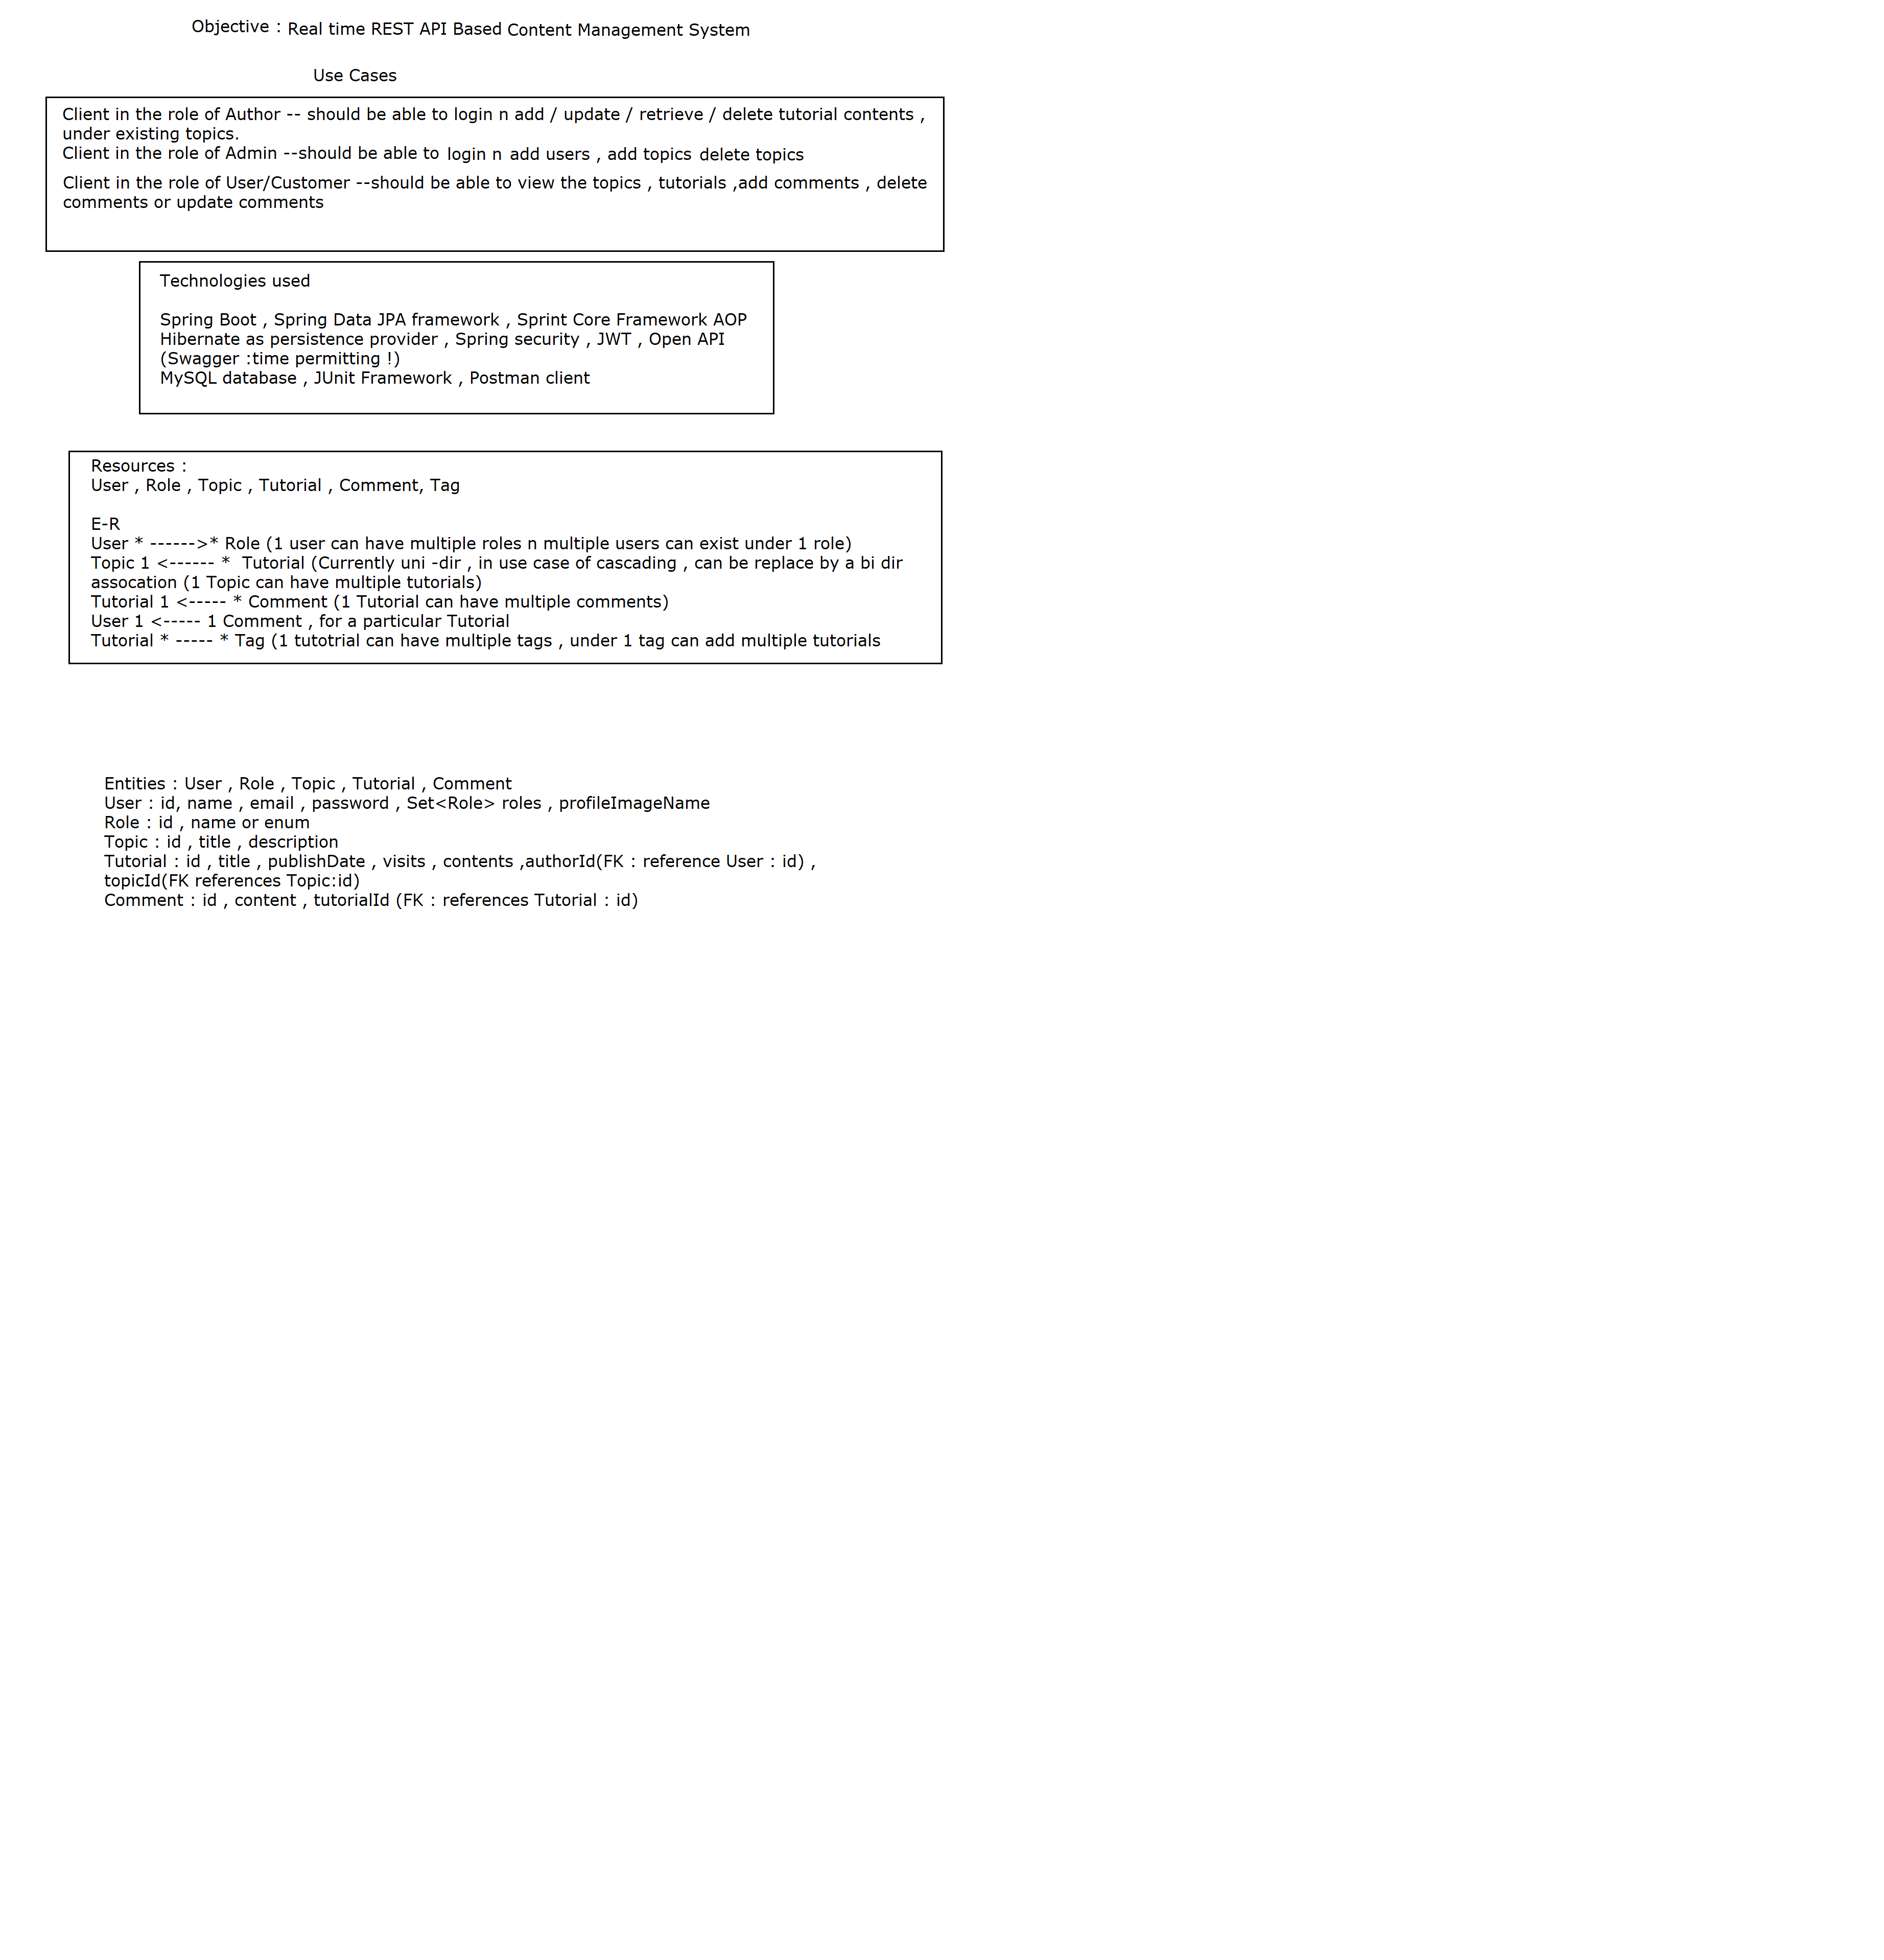 Objective : Real time REST API Based Content Management System
Use Cases
Client in the role of Author -- should be able to login n add / update / retrieve / delete tutorial contents ,
under existing topics.
Client in the role of Admin --should be able to login n add users , add topics delete topics
Client in the role of User/Customer --should be able to view the topics , tutorials ,add comments , delete
comments or update comments
Technologies used
Spring Boot , Spring Data JPA framework , Sprint Core Framework AOP
Hibernate as persistence provider , Spring security , JWT , Open API
(Swagger :time permitting !)
MySQL database , JUnit Framework , Postman client
Resources :
User , Role , Topic , Tutorial , Comment, Tag
E-R
User * ------>* Role (1 user can have multiple roles n multiple users can exist under 1 role)
Topic 1 <------ *  Tutorial (Currently uni -dir , in use case of cascading , can be replace by a bi dir
assocation (1 Topic can have multiple tutorials)
Tutorial 1 <----- * Comment (1 Tutorial can have multiple comments)
User 1 <----- 1 Comment , for a particular Tutorial
Tutorial * ----- * Tag (1 tutotrial can have multiple tags , under 1 tag can add multiple tutorials
Entities : User , Role , Topic , Tutorial , Comment
User : id, name , email , password , Set<Role> roles , profileImageName
Role : id , name or enum
Topic : id , title , description
Tutorial : id , title , publishDate , visits , contents ,authorId(FK : reference User : id) ,
topicId(FK references Topic:id)
Comment : id , content , tutorialId (FK : references Tutorial : id)